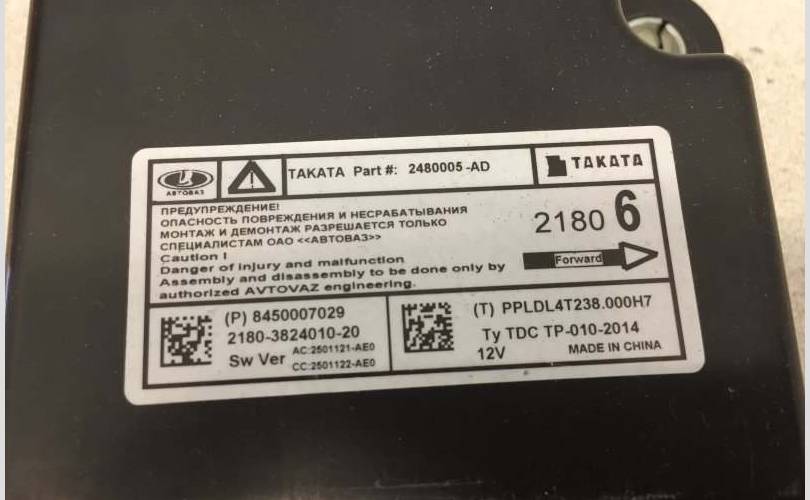 АВТОВАЗ
TAKATA Part #: 2480005-AD
TAKATA
ПРЕДУПРЕЖДЕНИЕ!
ОПАСНОСТЬ ПОВРЕЖДЕНИЯ И НЕСРАБАТЫВАНИЯ
МОНТАЖ И ДЕМОНТАЖ РАЗРЕШАЕТСЯ ТОЛЬКО
СПЕЦИАЛИСТАМ ОАО <<АВТОВАЗ>>
Caution !
Danger of injury and malfunction
Assembly and disassembly to be done only by
authorized AVTOVAZ engineering.
2180 6
Forward
(P) 8450007029
2180-3824010-20
Sw Ver AC:2501121-AE0
CC:2501122-AE0
(T) PPLDL4T238.000H7
Ty TDC TP-010-2014
12V MADE IN CHINA